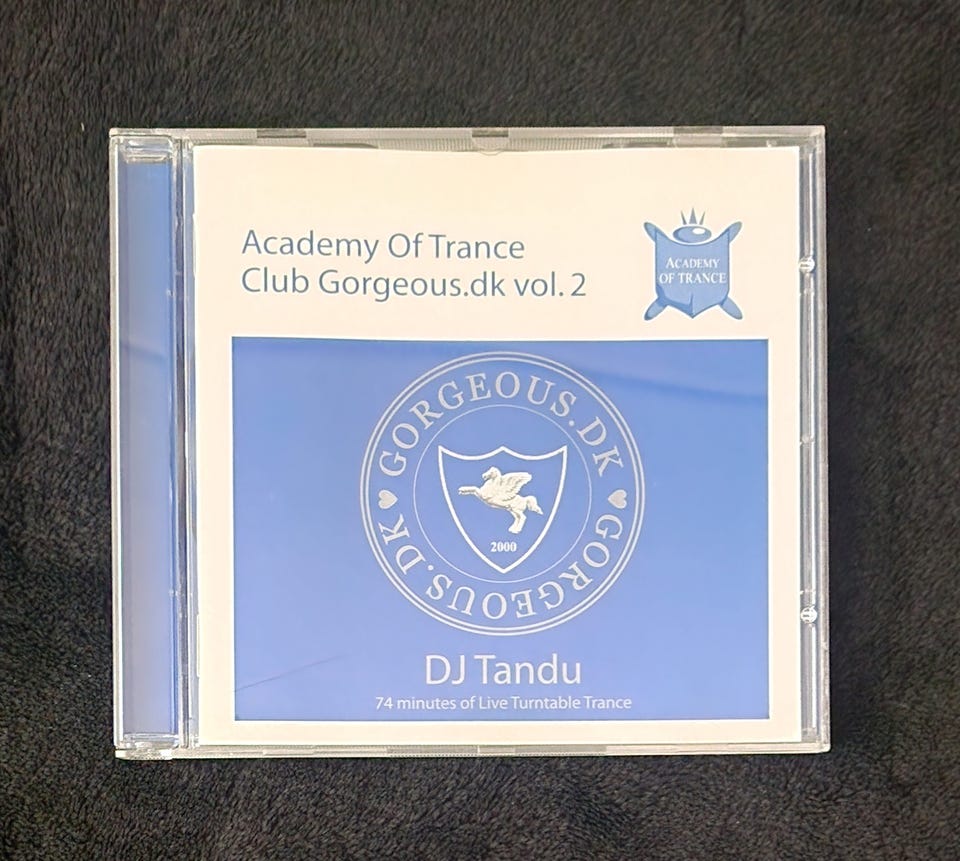 Academy Of Trance
Club Gorgeous.dk vol. 2
ACADEMY
OF TRANCE
GORGEOUS.DK ♥ GORGEOUS.DK ♥
2000
DJ Tandu
74 minutes of Live Turntable Trance